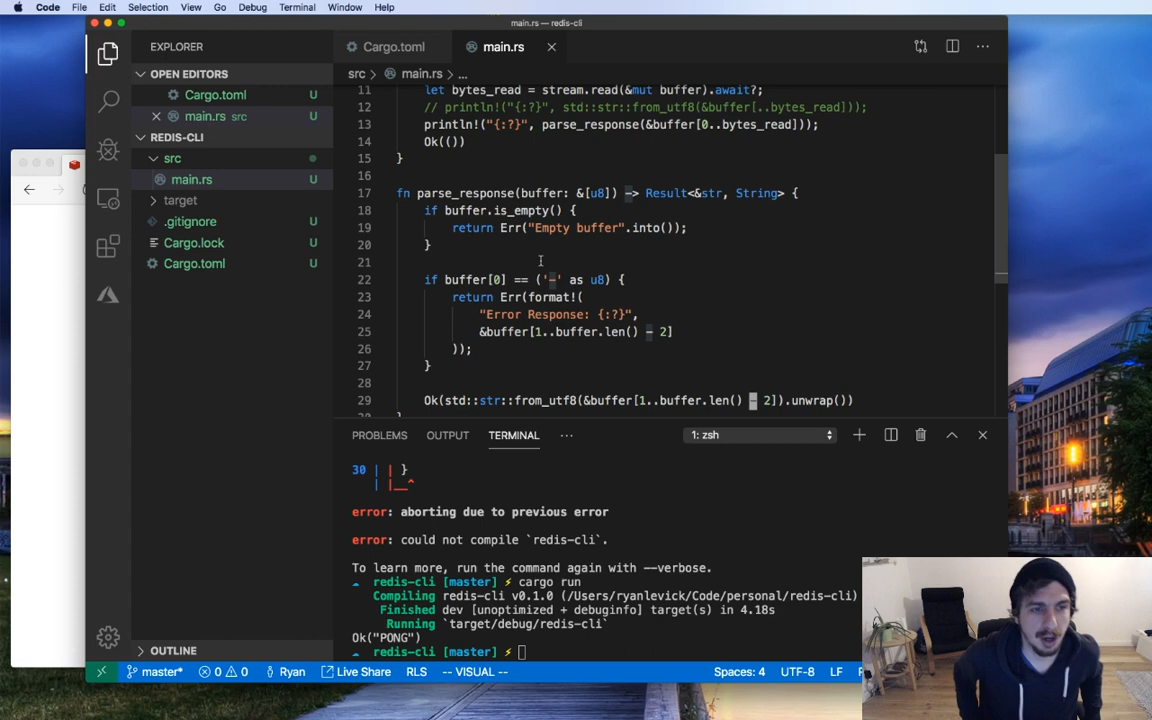 Code File Edit Selection View Go Debug Terminal Window Help
main.rs — redis-cli
EXPLORER
OPEN EDITORS
Cargo.toml U
main.rs src U
REDIS-CLI
src
main.rs U
target
.gitignore U
Cargo.lock U
Cargo.toml U
OUTLINE
Cargo.toml main.rs
src > main.rs > ...
11 let bytes_read = stream.read(&mut buffer).await?;
12 // println!("{:?}", std::str::from_utf8(&buffer[..bytes_read]));
13 println!("{:?}", parse_response(&buffer[0..bytes_read]));
14 Ok(())
15 }
16
17 fn parse_response(buffer: &[u8]) -> Result<&str, String> {
18 if buffer.is_empty() {
19 return Err("Empty buffer".into());
20 }
21
22 if buffer[0] == ('-' as u8) {
23 return Err(format!(
24 "Error Response: {:?}",
25 &buffer[1..buffer.len() - 2]
26 ));
27 }
28
29 Ok(std::str::from_utf8(&buffer[1..buffer.len() - 2]).unwrap())
PROBLEMS OUTPUT TERMINAL ... 1: zsh
30 | | }
| |__^
error: aborting due to previous error
error: could not compile `redis-cli`.
To learn more, run the command again with --verbose.
redis-cli [master] ⚡ cargo run
Compiling redis-cli v0.1.0 (/Users/ryanlevick/Code/personal/redis-cli)
Finished dev [unoptimized + debuginfo] target(s) in 4.18s
Running `target/debug/redis-cli`
Ok("PONG")
redis-cli [master] ⚡
master* 0 0 Ryan Live Share RLS -- VISUAL -- Spaces: 4 UTF-8 LF